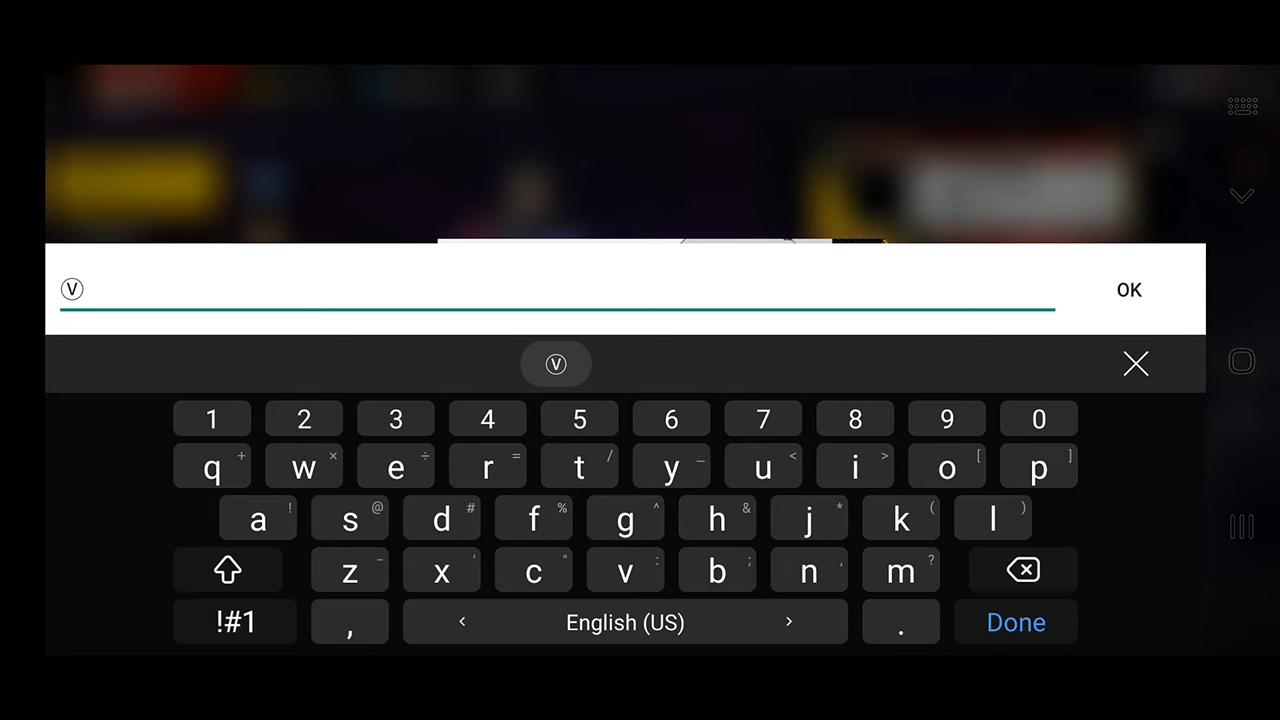 Ⓥ
OK
Ⓥ
1 2 3 4 5 6 7 8 9 0
q + w × e ÷ r = t / y _ u < i > o [ p ]
a ! s @ d # f % g ^ h & j * k ( l )
z - x ' c " v : b ; n , m ?
!#1 , < English (US) > . Done